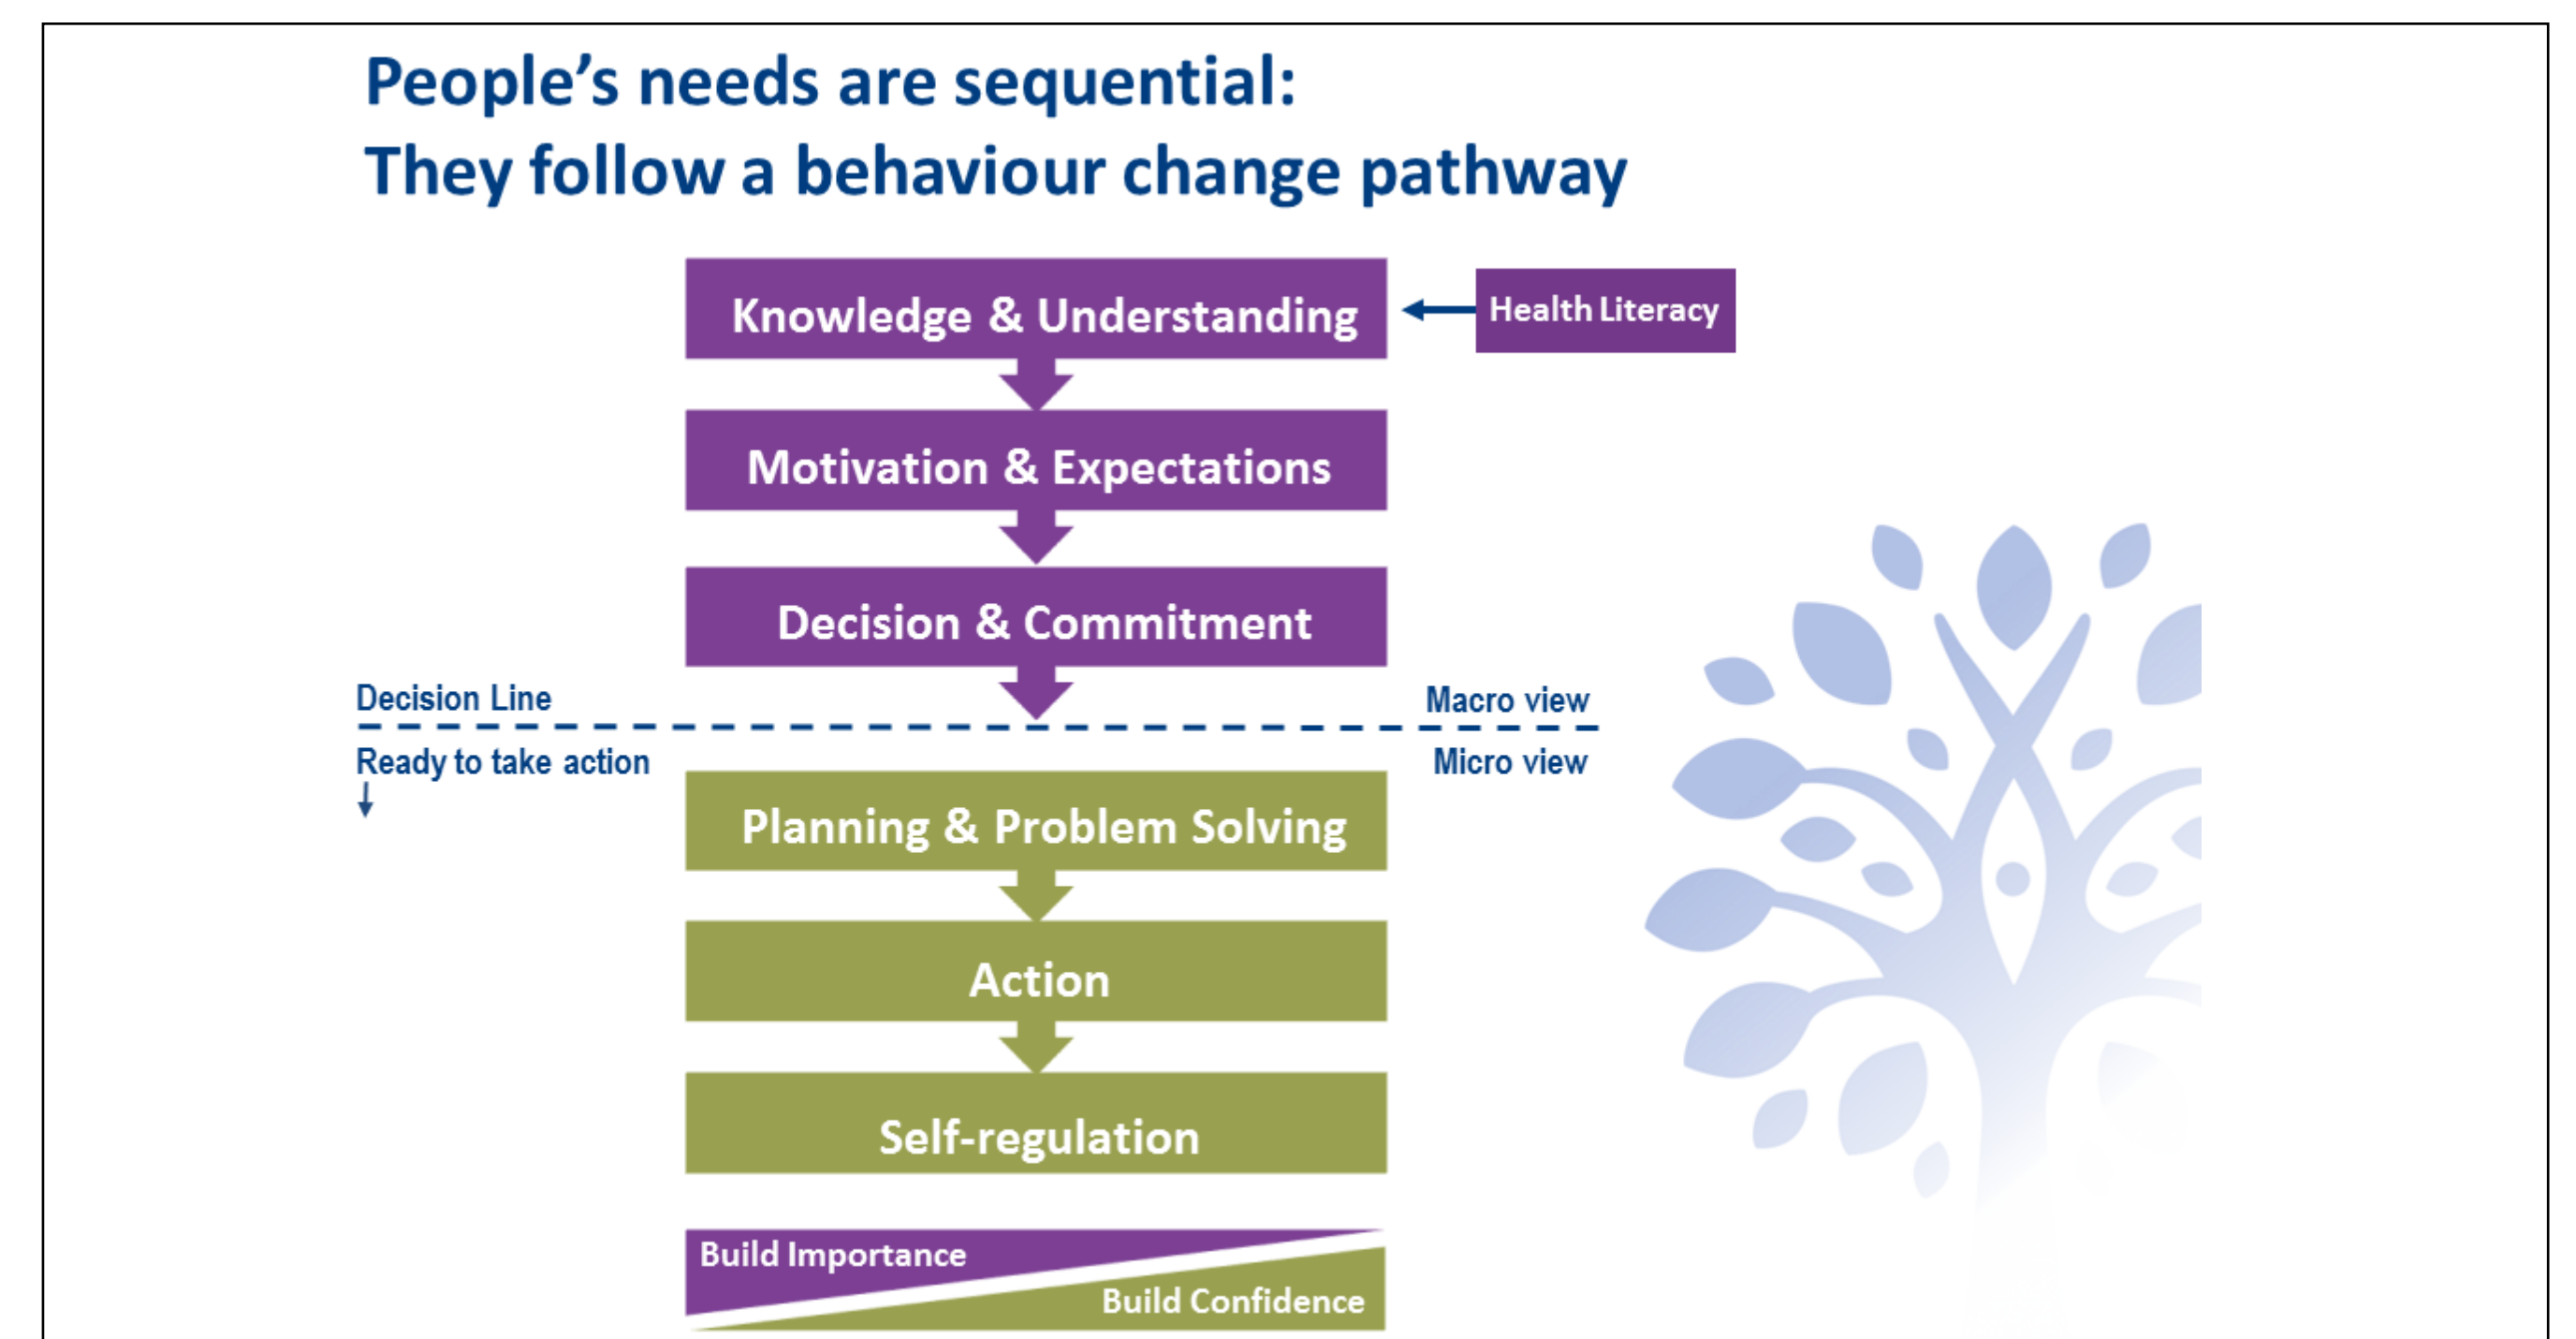 People’s needs are sequential:
They follow a behaviour change pathway
Knowledge & Understanding
Health Literacy
Motivation & Expectations
Decision & Commitment
Decision Line
Macro view
Ready to take action
Micro view
Planning & Problem Solving
Action
Self-regulation
Build Importance
Build Confidence